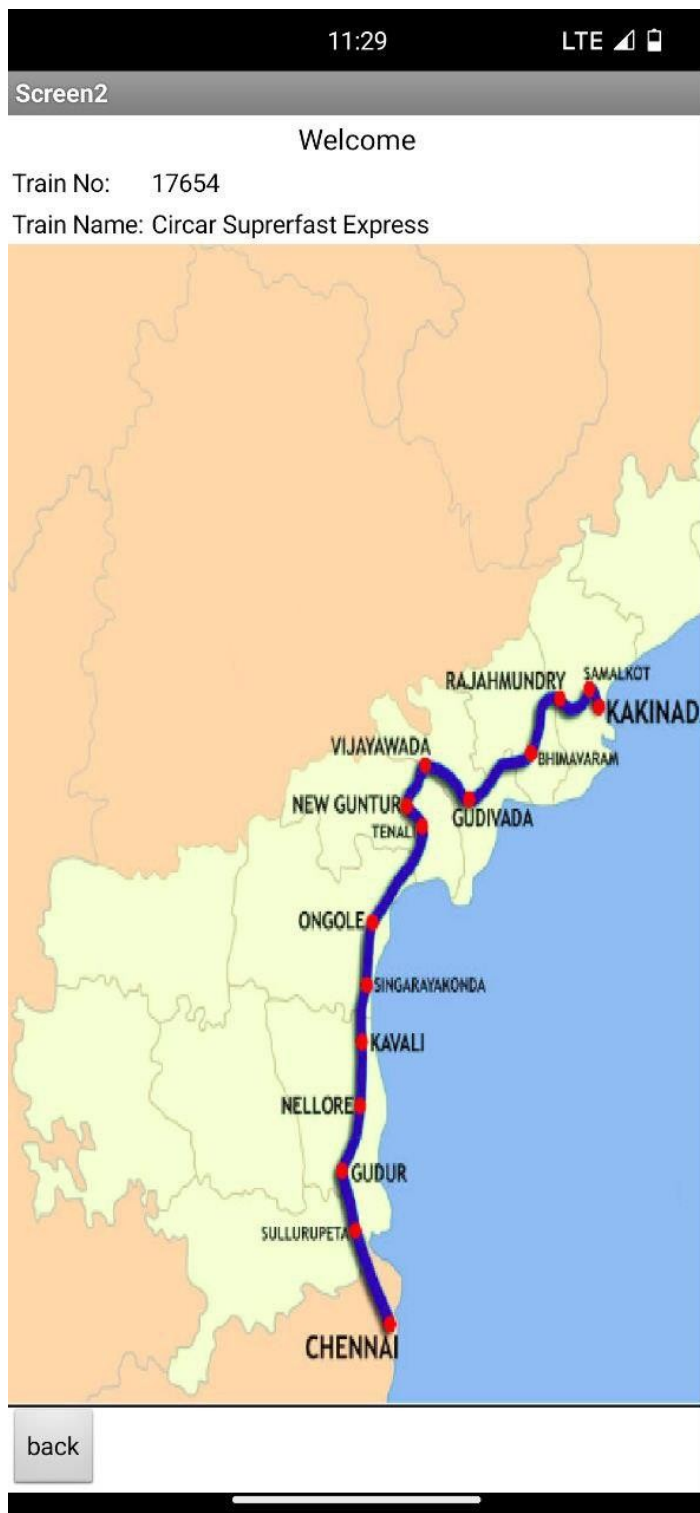 11:29 LTE
Screen2
Welcome
Train No: 17654
Train Name: Circar Suprerfast Express
SAMALKOT
RAJAHMUNDRY
KAKINAD
VIJAYAWADA
BHIMAVARAM
NEW GUNTUR
GUDIVADA
TENALI
ONGOLE
SINGARAYAKONDA
KAVALI
NELLORE
GUDUR
SULLURUPETA
CHENNAI
back